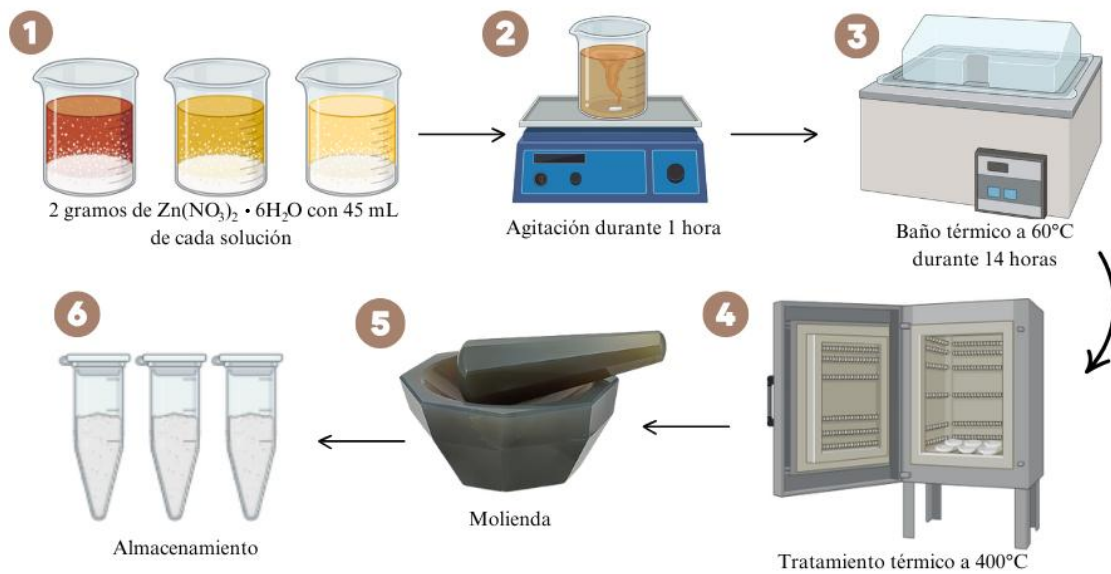 1
2 gramos de Zn(NO₃)₂ • 6H₂O con 45 mL
de cada solución
2
Agitación durante 1 hora
3
Baño térmico a 60°C
durante 14 horas
4
Tratamiento térmico a 400°C
5
Molienda
6
Almacenamiento